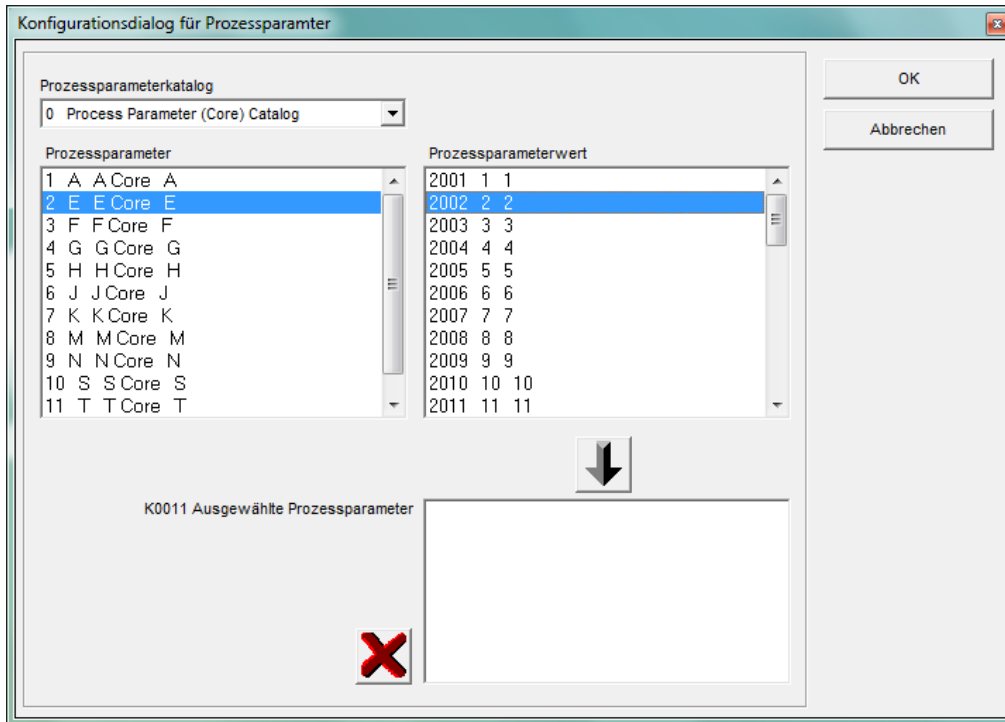 Konfigurationsdialog für Prozessparamter
Prozessparameterkatalog
0 Process Parameter (Core) Catalog
OK
Abbrechen
Prozessparameter
1 A A Core A
2 E E Core E
3 F F Core F
4 G G Core G
5 H H Core H
6 J J Core J
7 K K Core K
8 M M Core M
9 N N Core N
10 S S Core S
11 T T Core T
Prozessparameterwert
2001 1 1
2002 2 2
2003 3 3
2004 4 4
2005 5 5
2006 6 6
2007 7 7
2008 8 8
2009 9 9
2010 10 10
2011 11 11
K0011 Ausgewählte Prozessparameter